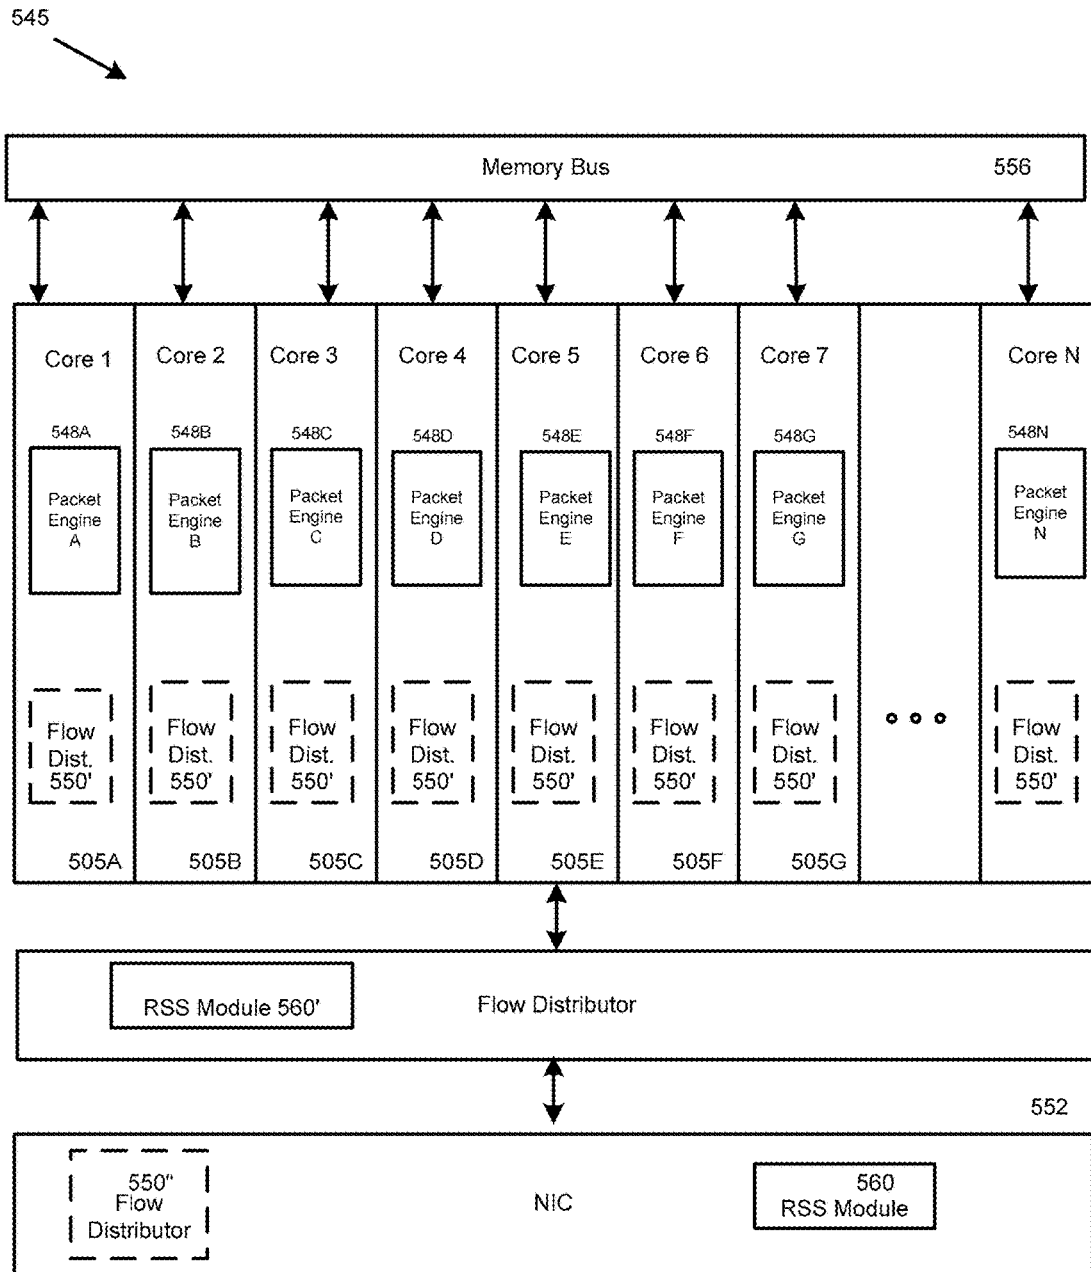 545
Memory Bus 556
Core 1 Core 2 Core 3 Core 4 Core 5 Core 6 Core 7 Core N
548A 548B 548C 548D 548E 548F 548G 548N
Packet Packet Packet Packet Packet Packet Packet Packet
Engine Engine Engine Engine Engine Engine Engine Engine
A B C D E F G N
Flow Flow Flow Flow Flow Flow Flow Flow
Dist. Dist. Dist. Dist. Dist. Dist. Dist. Dist.
550' 550' 550' 550' 550' 550' 550' 550'
505A 505B 505C 505D 505E 505F 505G
RSS Module 560' Flow Distributor
552
550" NIC 560
Flow RSS Module
Distributor